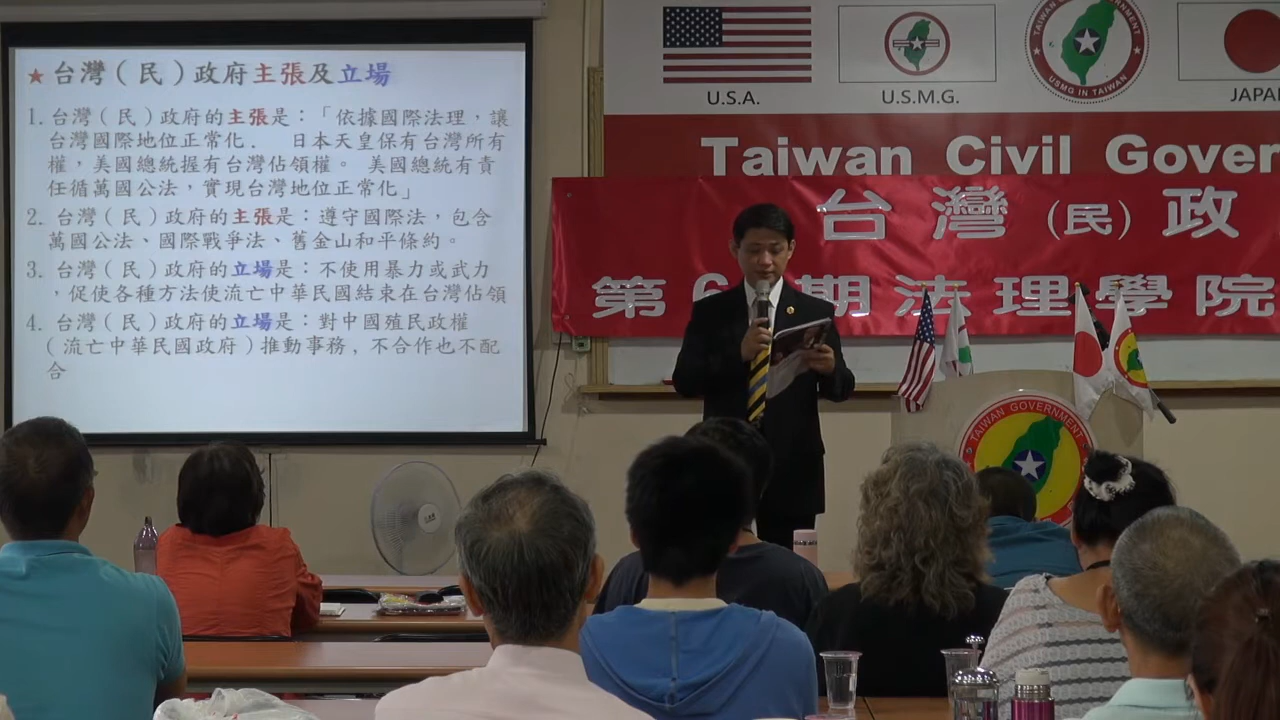 ★台灣（民）政府主張及立場
1. 台灣（民）政府的主張是：「依據國際法理，讓
台灣國際地位正常化． 日本天皇保有台灣所有
權，美國總統握有台灣佔領權。 美國總統有責
任循萬國公法，實現台灣地位正常化」
2. 台灣（民）政府的主張是：遵守國際法，包含
萬國公法、國際戰爭法、舊金山和平條約。
3. 台灣（民）政府的立場是：不使用暴力或武力
，促使各種方法使流亡中華民國結束在台灣佔領
4. 台灣（民）政府的立場是：對中國殖民政權
（流亡中華民國政府）推動事務，不合作也不配
合
U.S.A.
U.S.M.G.
TAIWAN GOVERNMENT
USMG IN TAIWAN
JAPA
Taiwan Civil Gover
台灣（民）政
第6 期法理學院
TAIWAN GOVERNMENT